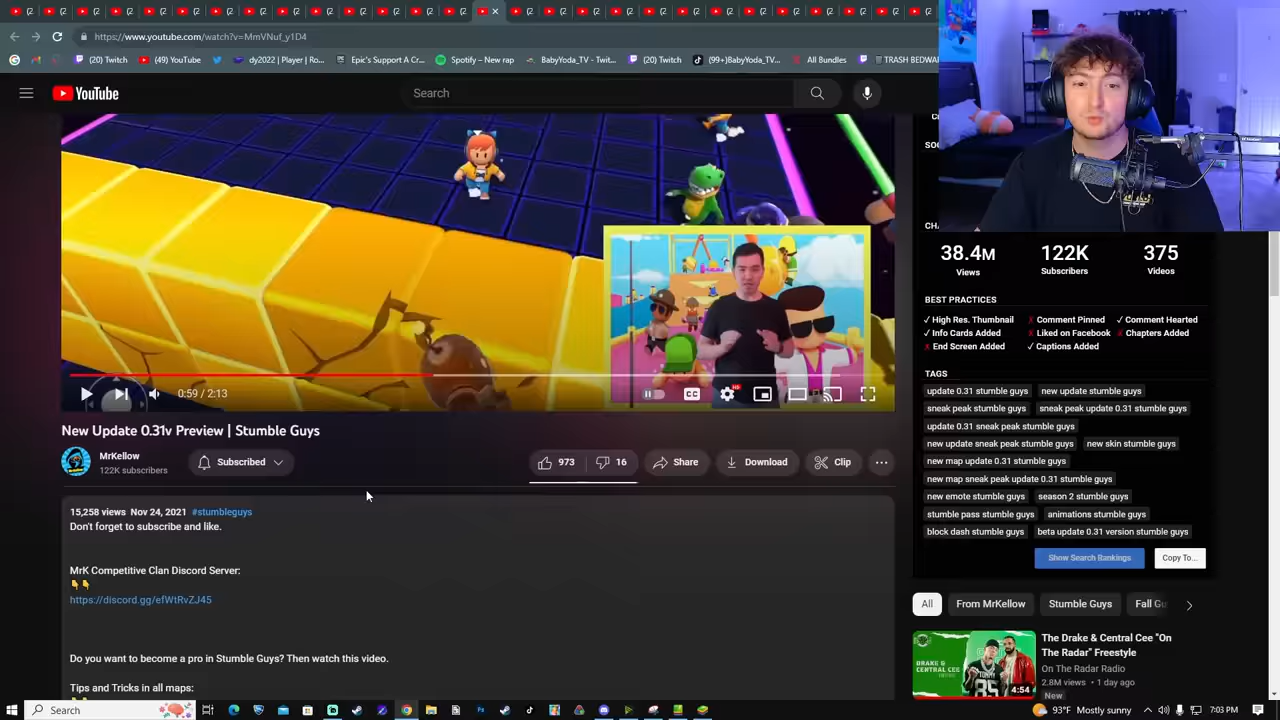 https://www.youtube.com/watch?v=MmVNuf_y1D4
(20) Twitch
(49) YouTube
dy2022 | Player | Ro...
Epic's Support A Cr...
Spotify – New rap
BabyYoda_TV - Twit...
(20) Twitch
(99+)BabyYoda_TV...
All Bundles
TRASH BEDWA
YouTube
Search
SO
CH
38.4M
Views
122K
Subscribers
375
Videos
BEST PRACTICES
✓ High Res. Thumbnail
x Comment Pinned
✓ Comment Hearted
✓ Info Cards Added
x Liked on Facebook
x Chapters Added
x End Screen Added
✓ Captions Added
TAGS
update 0.31 stumble guys
new update stumble guys
sneak peak stumble guys
sneak peak update 0.31 stumble guys
update 0.31 sneak peak stumble guys
new update sneak peak stumble guys
new skin stumble guys
new map update 0.31 stumble guys
new map sneak peak update 0.31 stumble guys
new emote stumble guys
season 2 stumble guys
stumble pass stumble guys
animations stumble guys
block dash stumble guys
beta update 0.31 version stumble guys
Show Search Rankings
Copy To...
0:59 / 2:13
CC
HD
New Update 0.31v Preview | Stumble Guys
MrKellow
122K subscribers
Subscribed
973
16
Share
Download
Clip
15,258 views Nov 24, 2021 #stumbleguys
Don't forget to subscribe and like.
MrK Competitive Clan Discord Server:
👇👇
https://discord.gg/efWtRvZJ45
Do you want to become a pro in Stumble Guys? Then watch this video.
Tips and Tricks in all maps:
All
From MrKellow
Stumble Guys
Fall Gu
DRAKE &
CENTRAL CEE
4:54
The Drake & Central Cee "On
The Radar" Freestyle
On The Radar Radio
2.8M views • 1 day ago
New
Search
93°F Mostly sunny
7:03 PM